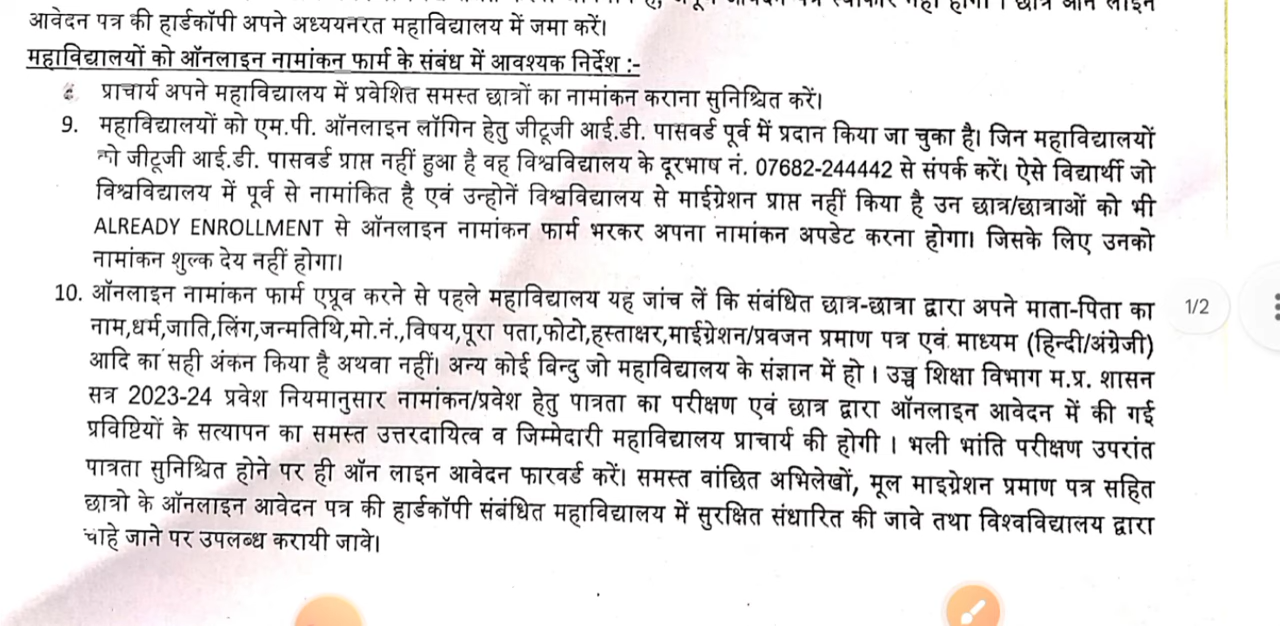 आवेदन पत्र की हार्डकॉपी अपने अध्ययनरत महाविद्यालय में जमा करें।
महाविद्यालयों को ऑनलाइन नामांकन फार्म के संबंध में आवश्यक निर्देश :-
प्राचार्य अपने महाविद्यालय में प्रवेशित समस्त छात्रों का नामांकन कराना सुनिश्चित करें।
9. महाविद्यालयों को एम.पी. ऑनलाइन लॉगिन हेतु जीटूजी आई.डी. पासवर्ड पूर्व में प्रदान किया जा चुका है। जिन महाविद्यालयों
को जीटूजी आई.डी. पासवर्ड प्राप्त नहीं हुआ है वह विश्वविद्यालय के दूरभाष नं. 07682-244442 से संपर्क करें। ऐसे विद्यार्थी जो
विश्वविद्यालय में पूर्व से नामांकित है एवं उन्होनें विश्वविद्यालय से माईग्रेशन प्राप्त नहीं किया है उन छात्र/छात्राओं को भी
ALREADY ENROLLMENT से ऑनलाइन नामांकन फार्म भरकर अपना नामांकन अपडेट करना होगा। जिसके लिए उनको
नामांकन शुल्क देय नहीं होगा।
10. ऑनलाइन नामांकन फार्म एप्रूव करने से पहले महाविद्यालय यह जांच लें कि संबंधित छात्र-छात्रा द्वारा अपने माता-पिता का
नाम,धर्म,जाति,लिंग,जन्मतिथि,मो.नं.,विषय,पूरा पता,फोटो,हस्ताक्षर,माईग्रेशन/प्रवजन प्रमाण पत्र एवं माध्यम (हिन्दी/अंग्रेजी)
आदि का सही अंकन किया है अथवा नहीं। अन्य कोई बिन्दु जो महाविद्यालय के संज्ञान में हो । उच्च शिक्षा विभाग म.प्र. शासन
सत्र 2023-24 प्रवेश नियमानुसार नामांकन/प्रवेश हेतु पात्रता का परीक्षण एवं छात्र द्वारा ऑनलाइन आवेदन में की गई
प्रविष्टियों के सत्यापन का समस्त उत्तरदायित्व व जिम्मेदारी महाविद्यालय प्राचार्य की होगी । भली भांति परीक्षण उपरांत
पात्रता सुनिश्चित होने पर ही ऑन लाइन आवेदन फारवर्ड करें। समस्त वांछित अभिलेखों, मूल माइग्रेशन प्रमाण पत्र सहित
छात्रो के ऑनलाइन आवेदन पत्र की हार्डकॉपी संबंधित महाविद्यालय में सुरक्षित संधारित की जावे तथा विश्वविद्यालय द्वारा
चाहे जाने पर उपलब्ध करायी जावे।
1/2